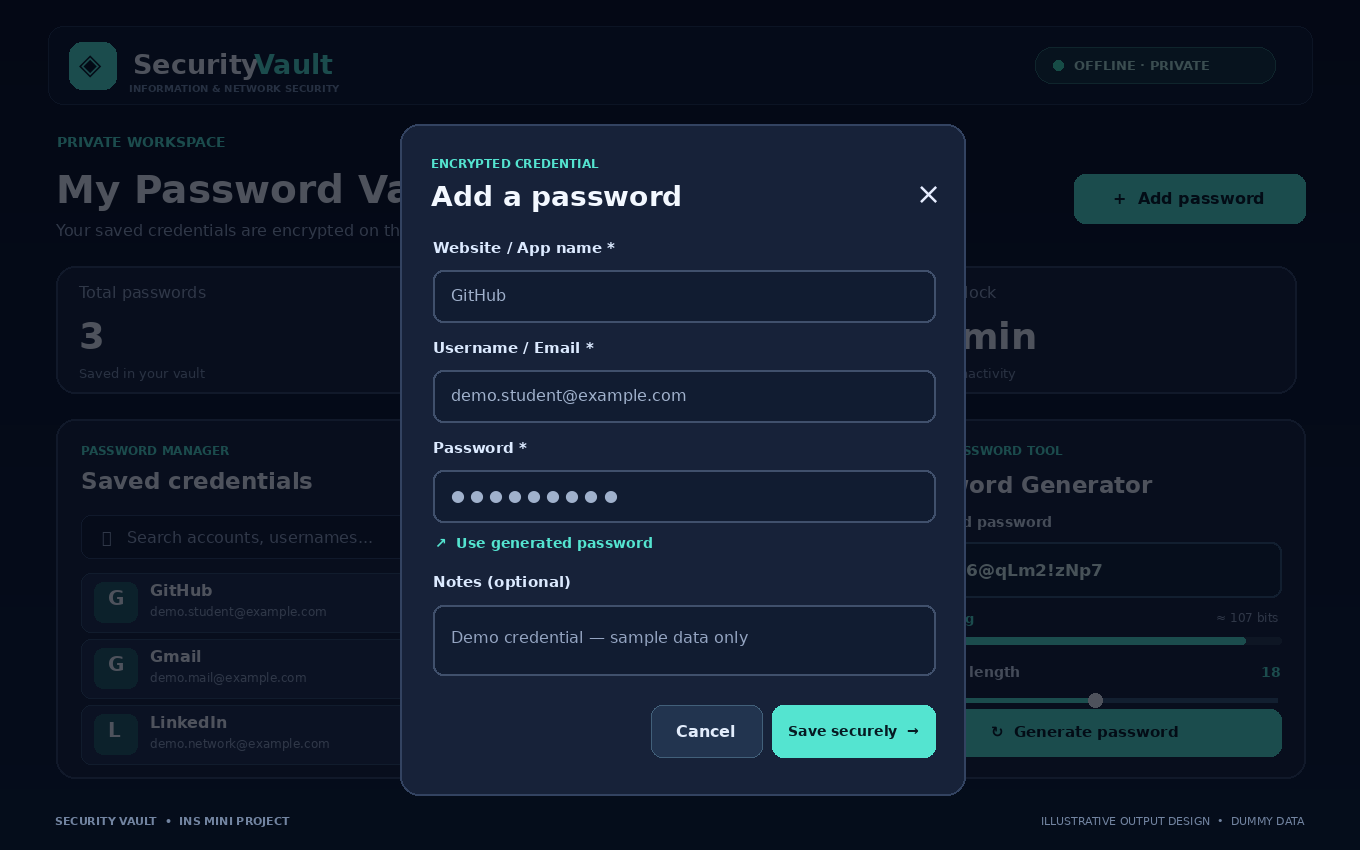 SecurityVault
INFORMATION & NETWORK SECURITY
OFFLINE · PRIVATE
PRIVATE WORKSPACE
My Password Va
Your saved credentials are encrypted on th
+ Add password
Total passwords
3
Saved in your vault
lock
min
activity
ENCRYPTED CREDENTIAL
Add a password
×
Website / App name *
GitHub
Username / Email *
demo.student@example.com
Password *
●●●●●●●●●
↗ Use generated password
Notes (optional)
Demo credential — sample data only
Cancel
Save securely →
PASSWORD MANAGER
Saved credentials
Search accounts, usernames...
G
GitHub
demo.student@example.com
G
Gmail
demo.mail@example.com
L
LinkedIn
demo.network@example.com
SSWORD TOOL
word Generator
d password
6@qLm2!zNp7
g
≈ 107 bits
length
18
↻ Generate password
SECURITY VAULT • INS MINI PROJECT
ILLUSTRATIVE OUTPUT DESIGN • DUMMY DATA